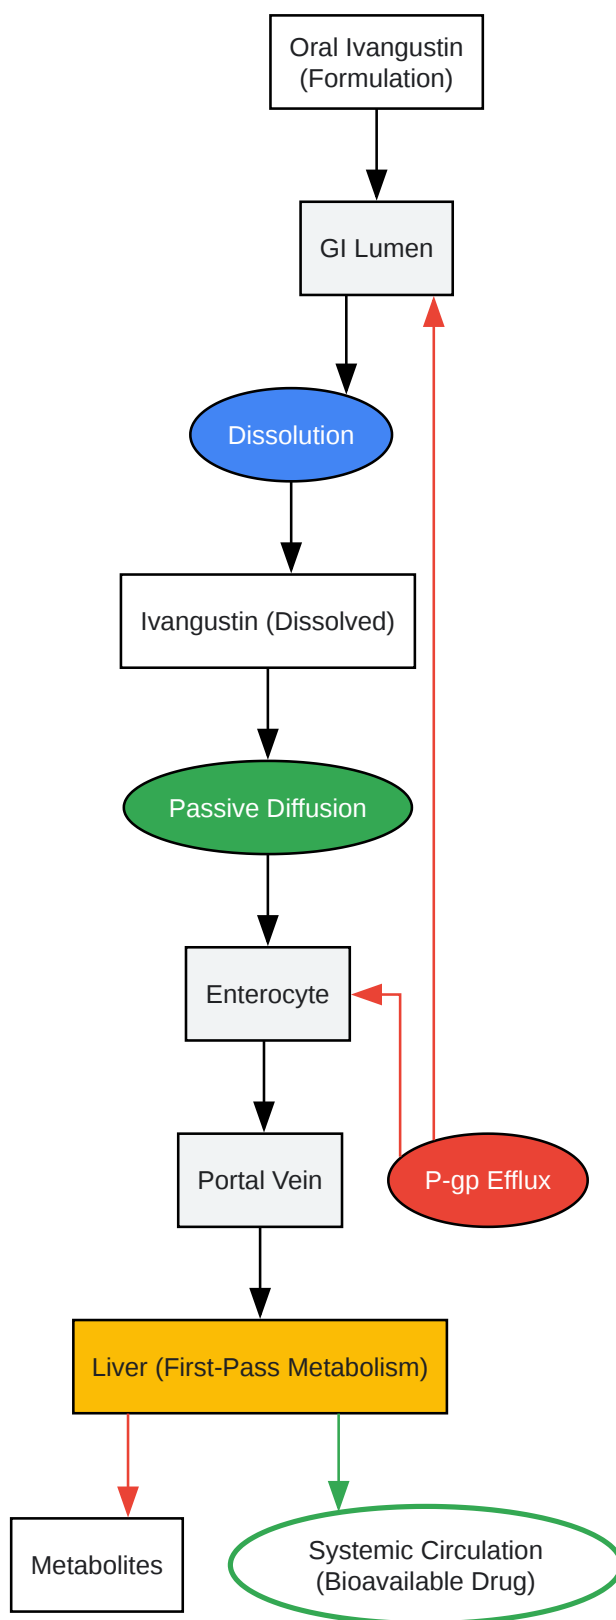 Oral Ivangustin
(Formulation)
GI Lumen
Dissolution
Ivangustin (Dissolved)
Passive Diffusion
Enterocyte
Portal Vein
P-gp Efflux
Liver (First-Pass Metabolism)
Metabolites
Systemic Circulation
(Bioavailable Drug)